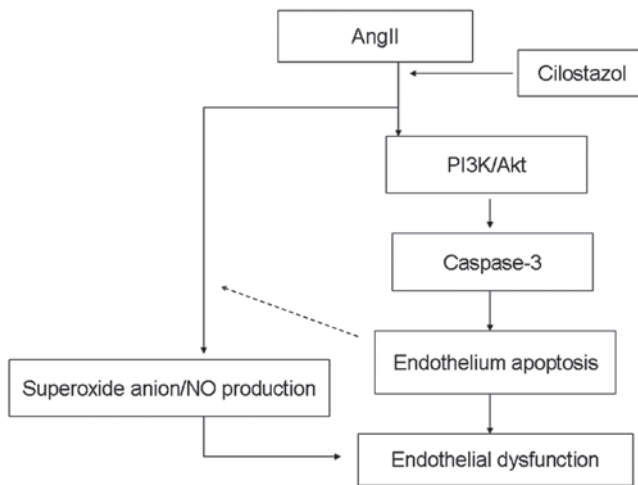 AngII
Cilostazol
PI3K/Akt
Caspase-3
Endothelium apoptosis
Superoxide anion/NO production
Endothelial dysfunction